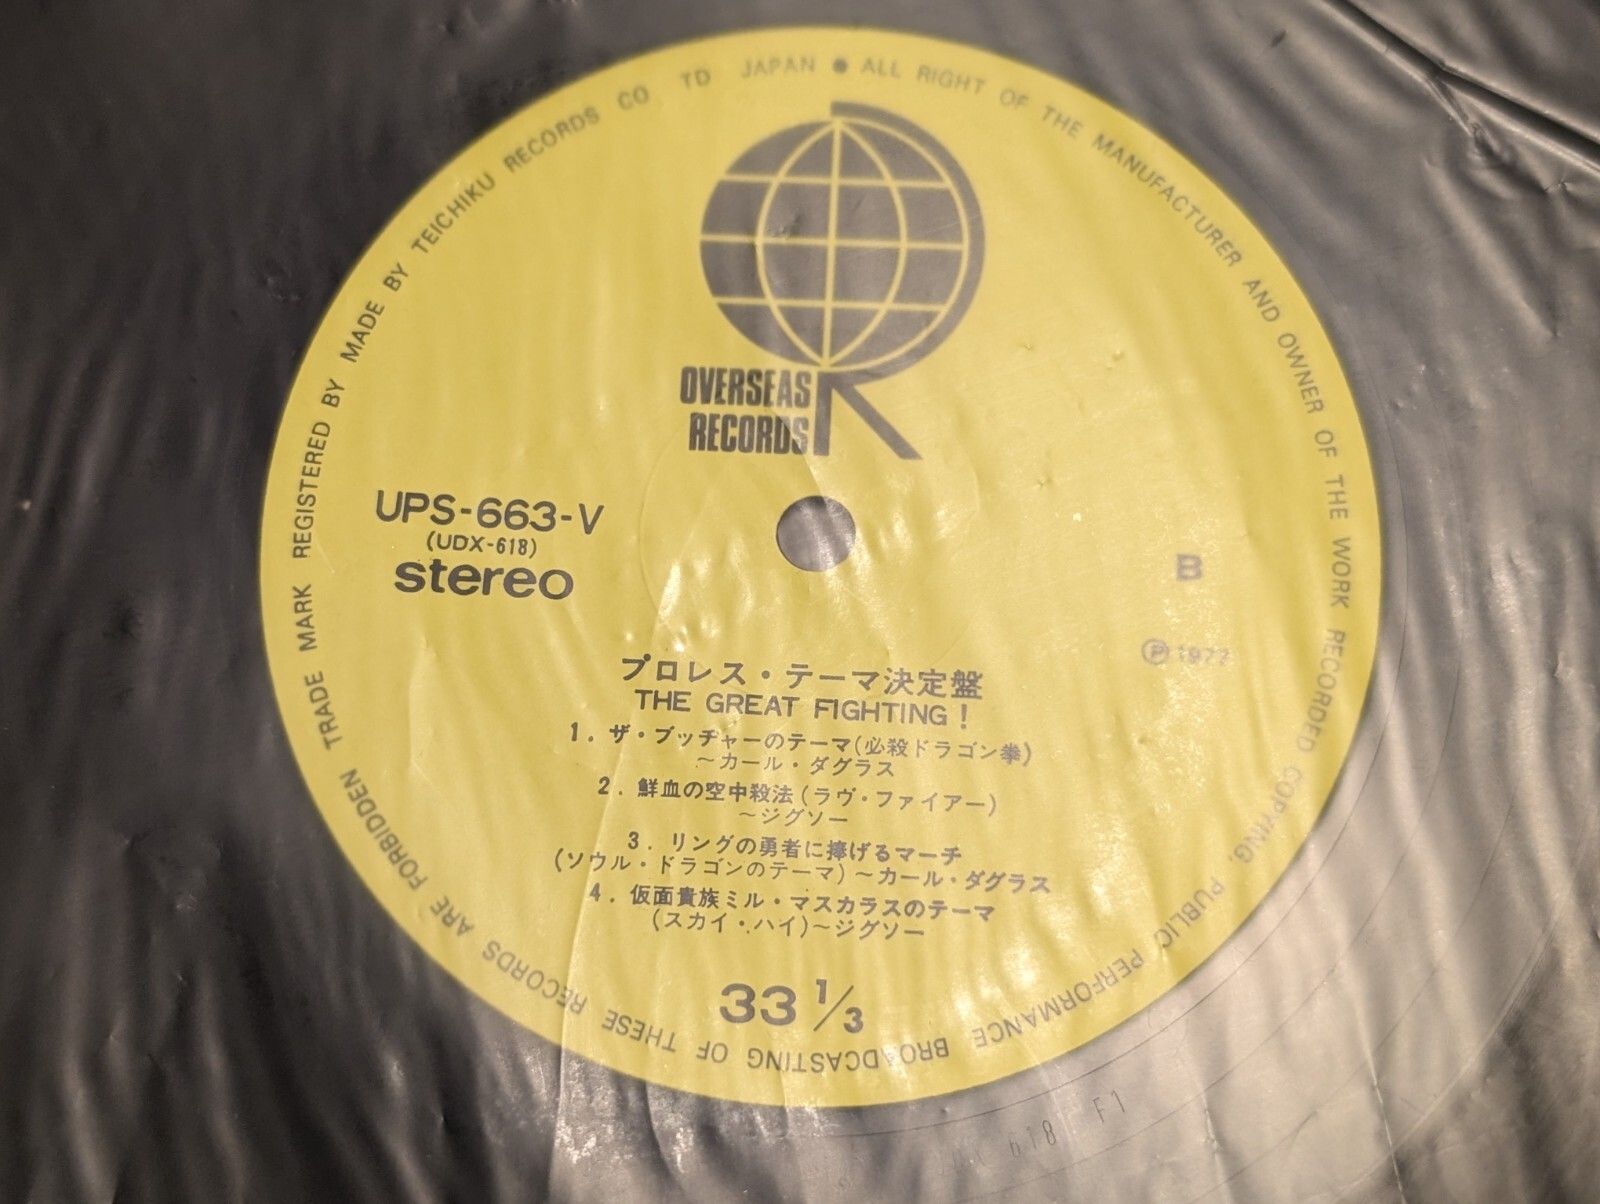 TRADE MARK REGISTERED BY MADE BY TEICHIKU RECORDS CO TD JAPAN ● ALL RIGHT OF THE MANUFACTURER AND OWNER OF THE WORK RECORDED COPYING. PUBLIC PERFORMANCE BROADCASTING OF THESE RECORDS ARE FORBIDDEN
OVERSEAS
RECORDS
UPS-663-V
(UDX-618)
stereo
B
Ⓟ 1977
プロレス・テーマ決定盤
THE GREAT FIGHTING!
1. ザ・ブッチャーのテーマ(必殺ドラゴン拳)
〜カール・ダグラス
2. 鮮血の空中殺法(ラヴ・ファイアー)
〜ジグソー
3. リングの勇者に捧げるマーチ
(ソウル・ドラゴンのテーマ)〜カール・ダグラス
4. 仮面貴族ミル・マスカラスのテーマ
(スカイ・ハイ)〜ジグソー
33 1/3
618 F1